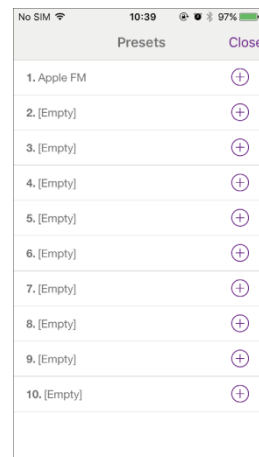 No SIM 10:39 97%
Presets Close
1. Apple FM
2. [Empty]
3. [Empty]
4. [Empty]
5. [Empty]
6. [Empty]
7. [Empty]
8. [Empty]
9. [Empty]
10. [Empty]